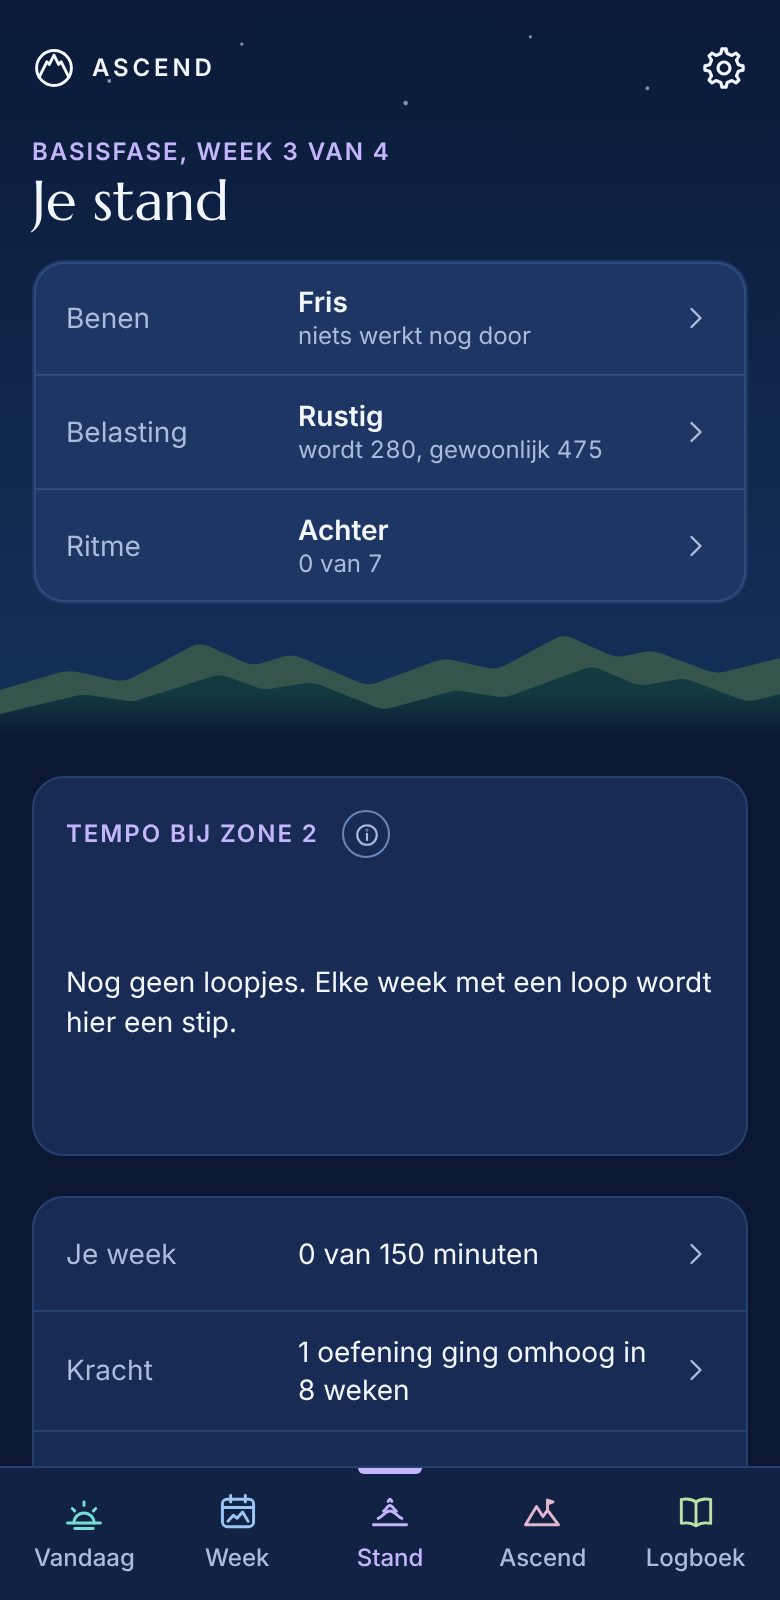 ASCEND
BASISFASE, WEEK 3 VAN 4
Je stand
Benen
Fris
niets werkt nog door
Belasting
Rustig
wordt 280, gewoonlijk 475
Ritme
Achter
0 van 7
TEMPO BIJ ZONE 2
Nog geen loopjes. Elke week met een loop wordt
hier een stip.
Je week
0 van 150 minuten
Kracht
1 oefening ging omhoog in
8 weken
Vandaag
Week
Stand
Ascend
Logboek